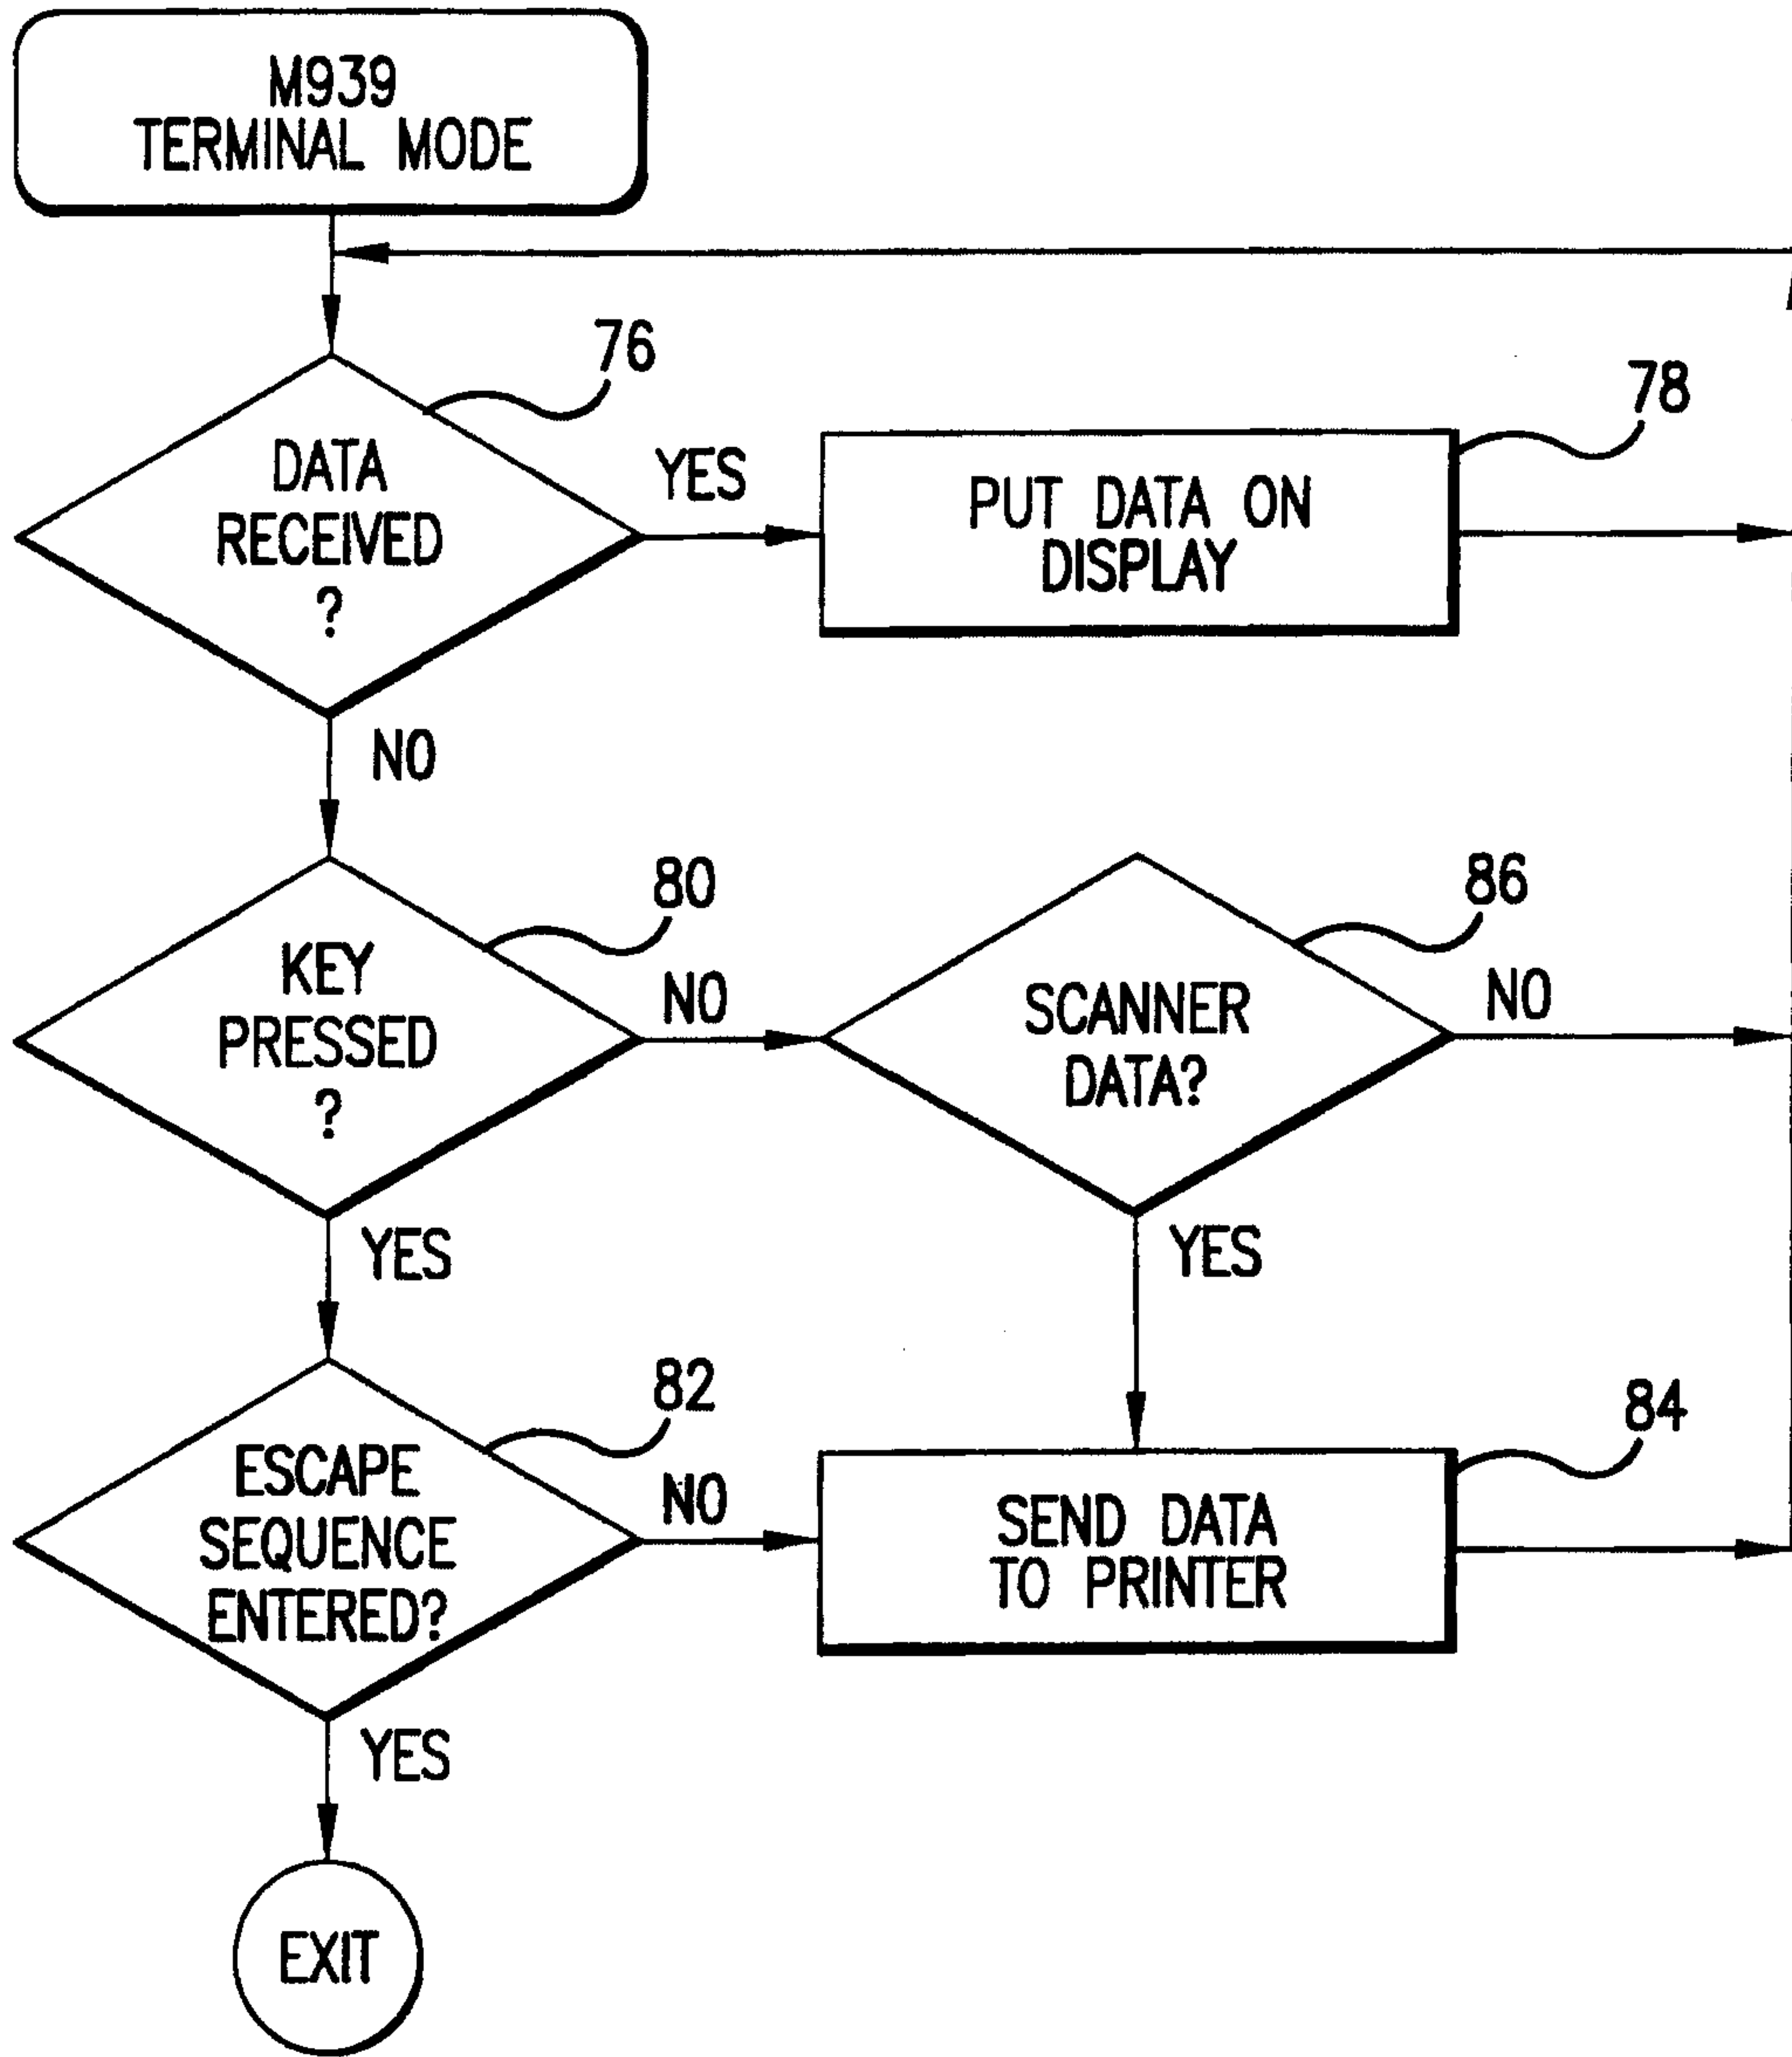 M939
TERMINAL MODE
76
DATA
RECEIVED
?
YES
78
PUT DATA ON
DISPLAY
NO
80
KEY
PRESSED
?
NO
86
SCANNER
DATA?
NO
YES
YES
82
ESCAPE
SEQUENCE
ENTERED?
NO
84
SEND DATA
TO PRINTER
YES
EXIT